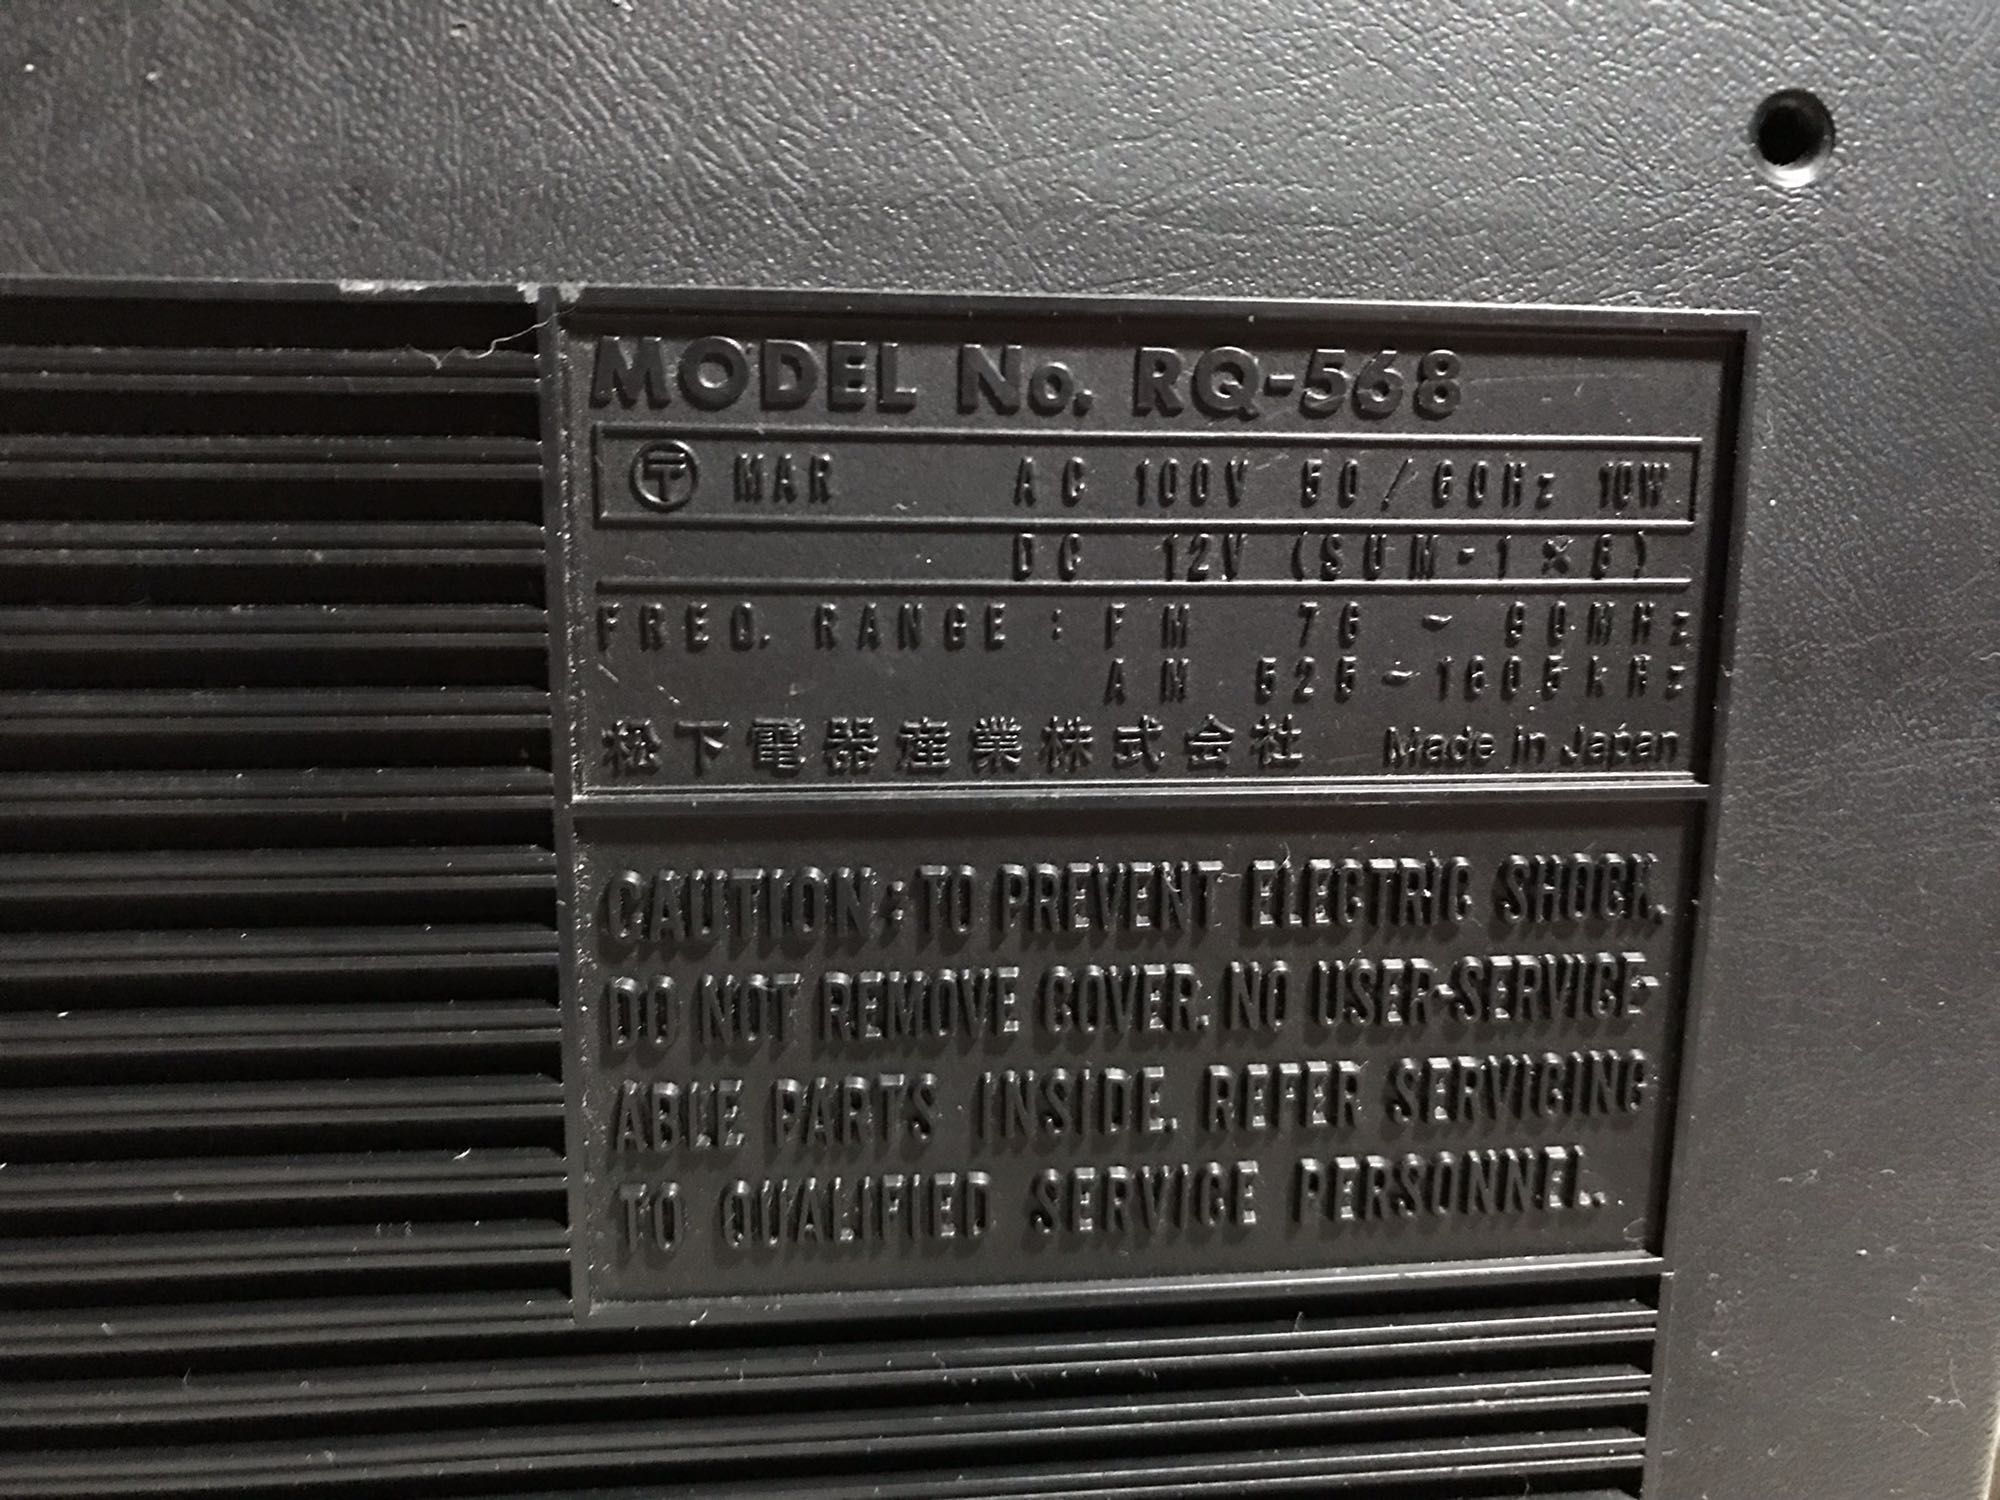 MODEL No. RQ-568
〒 MAR AC 100V 50/60Hz 10W
DC 12V (SUM-1×8)
FREQ. RANGE : FM 76 ~ 90MHz
AM 525~1605kHz
松下電器産業株式会社 Made in Japan
CAUTION: TO PREVENT ELECTRIC SHOCK,
DO NOT REMOVE COVER. NO USER-SERVICE-
ABLE PARTS INSIDE. REFER SERVICING
TO QUALIFIED SERVICE PERSONNEL.